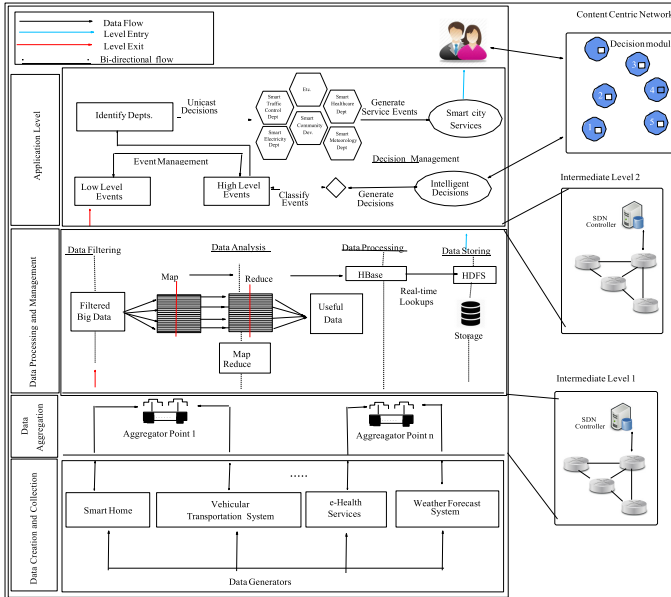 Data Flow
Level Entry
Level Exit
Bi-directional flow
Content Centric Network
Decision modul
1
2
3
4
5
Application Level
Identify Depts.
Unicast
Decisions
Etc.
Smart
Traffic
Control
Dept
Smart
Healthcare
Dept
Smart
Community
Dev.
Smart
Electricity
Dept
Smart
Meteorology
Dept
Generate
Service Events
Smart city
Services
Event Management
Decision Management
Low Level
Events
High Level
Events
Classify
Events
Generate
Decisions
Intelligent
Decisions
Intermediate Level 2
SDN
Controller
Data Processing and Management
Data Filtering
Data Analysis
Data Processing
Data Storing
Map
Reduce
HBase
HDFS
Real-time
Lookups
Filtered
Big Data
Useful
Data
Map
Reduce
Storage
Intermediate Level 1
SDN
Controller
Data
Aggregation
Aggregator Point 1
Aggreagator Point n
Data Creation and Collection
.....
Smart Home
Vehicular
Transportation System
e-Health
Services
Weather Forecast
System
Data Generators